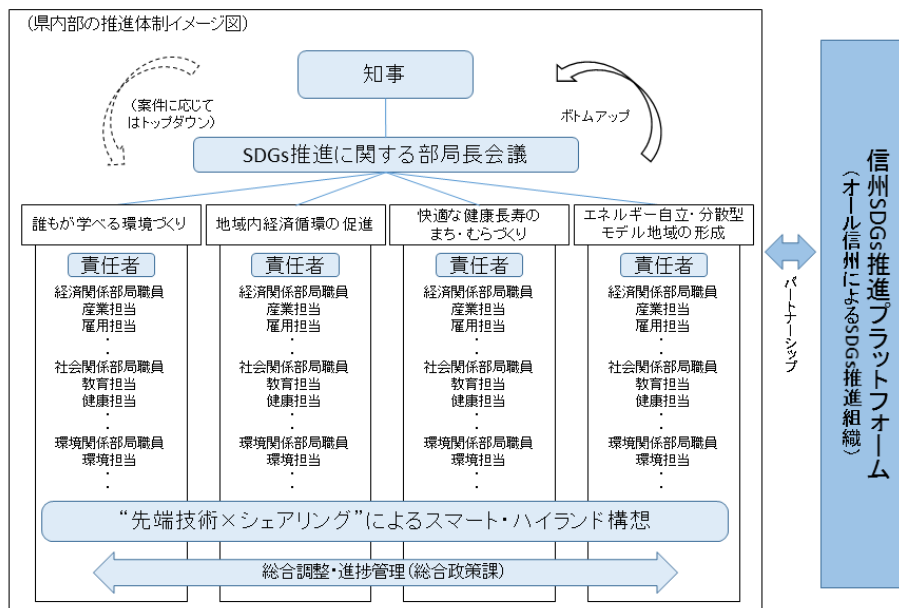 (県内部の推進体制イメージ図)
知事
(案件に応じて
はトップダウン)
ボトムアップ
SDGs推進に関する部局長会議
誰もが学べる環境づくり
責任者
経済関係部局職員
産業担当
雇用担当
・
・
社会関係部局職員
教育担当
健康担当
・
・
環境関係部局職員
環境担当
・
・
地域内経済循環の促進
責任者
経済関係部局職員
産業担当
雇用担当
・
・
社会関係部局職員
教育担当
健康担当
・
・
環境関係部局職員
環境担当
・
・
快適な健康長寿の
まち・むらづくり
責任者
経済関係部局職員
産業担当
雇用担当
・
・
社会関係部局職員
教育担当
健康担当
・
・
環境関係部局職員
環境担当
・
・
エネルギー自立・分散型
モデル地域の形成
責任者
経済関係部局職員
産業担当
雇用担当
・
・
社会関係部局職員
教育担当
健康担当
・
・
環境関係部局職員
環境担当
・
・
“先端技術×シェアリング”によるスマート・ハイランド構想
総合調整・進捗管理(総合政策課)
パートナーシップ
信州SDGs推進プラットフォーム
(オール信州によるSDGs推進組織)